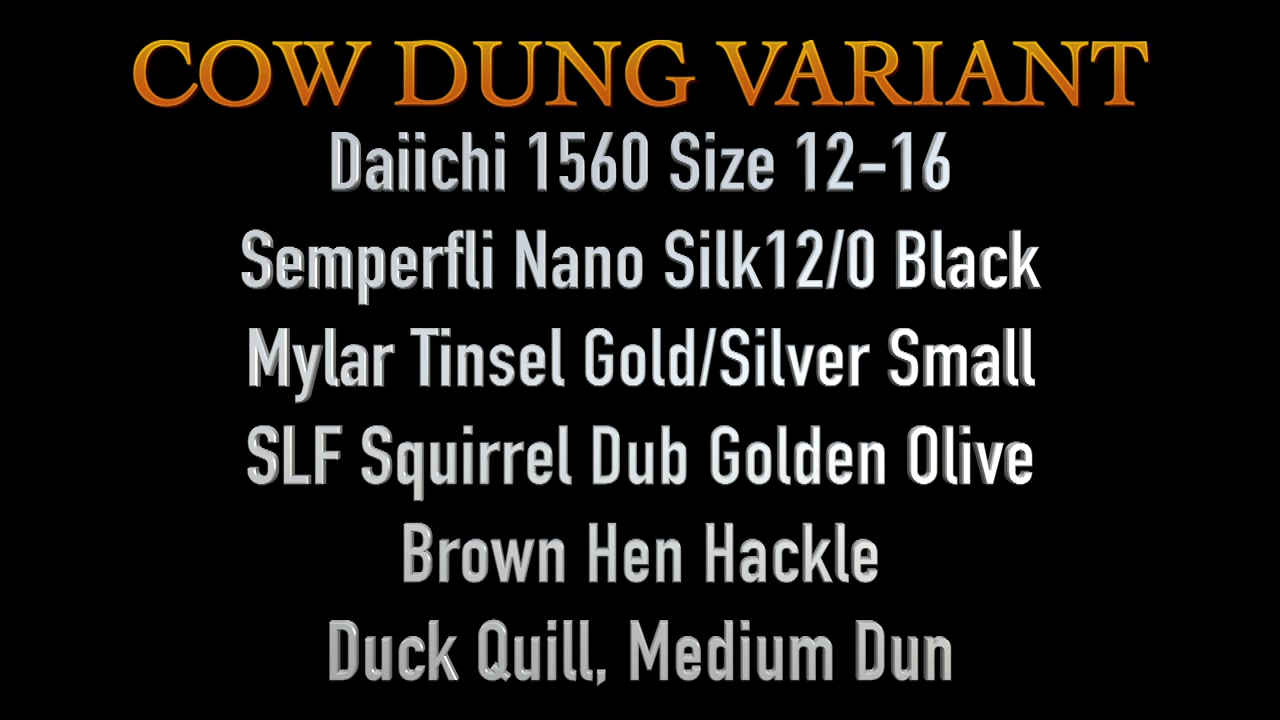 COW DUNG VARIANT
Daiichi 1560 Size 12-16
Semperfli Nano Silk12/0 Black
Mylar Tinsel Gold/Silver Small
SLF Squirrel Dub Golden Olive
Brown Hen Hackle
Duck Quill, Medium Dun